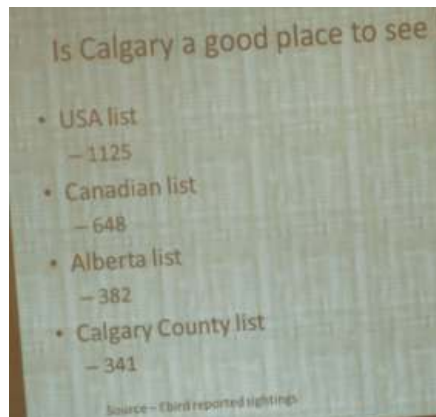 Is Calgary a good place to see
• USA list
– 1125
• Canadian list
– 648
• Alberta list
– 382
• Calgary County list
– 341
Source – Ebird reported sightings